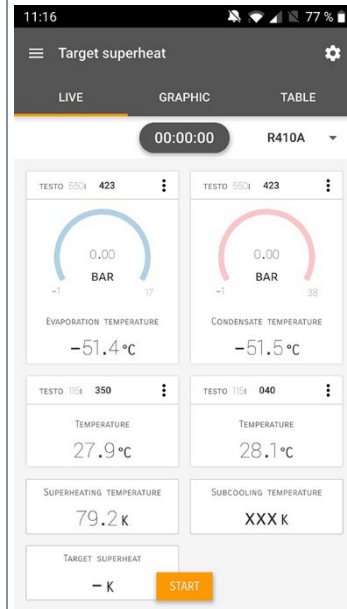 11:16 77 %
Target superheat
LIVE GRAPHIC TABLE
00:00:00 R410A
TESTO 550i 423 TESTO 550i 423
0.00 0.00
BAR BAR
-1 17 -1 38
EVAPORATION TEMPERATURE CONDENSATE TEMPERATURE
-51.4 °C -51.5 °C
TESTO 115i 350 TESTO 115i 040
TEMPERATURE TEMPERATURE
27.9 °C 28.1 °C
SUPERHEATING TEMPERATURE SUBCOOLING TEMPERATURE
79.2 K XXX K
TARGET SUPERHEAT
– K START